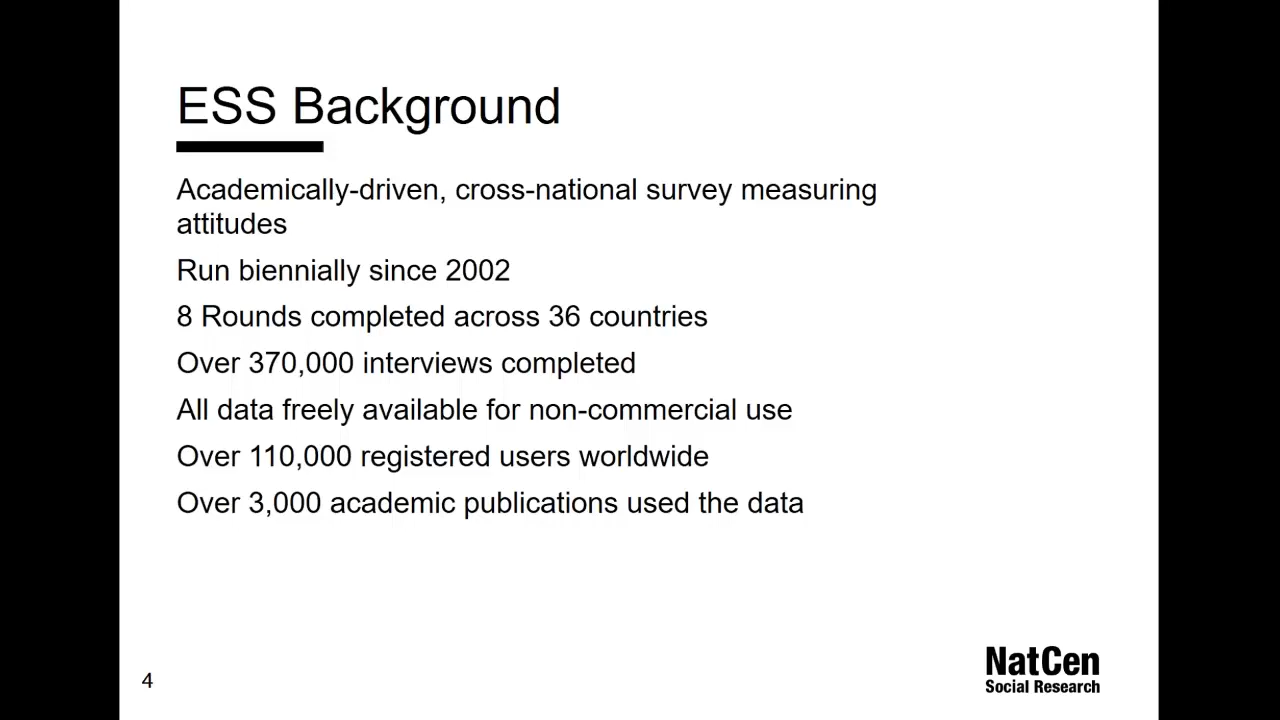 ESS Background
Academically-driven, cross-national survey measuring
attitudes
Run biennially since 2002
8 Rounds completed across 36 countries
Over 370,000 interviews completed
All data freely available for non-commercial use
Over 110,000 registered users worldwide
Over 3,000 academic publications used the data
4
NatCen
Social Research